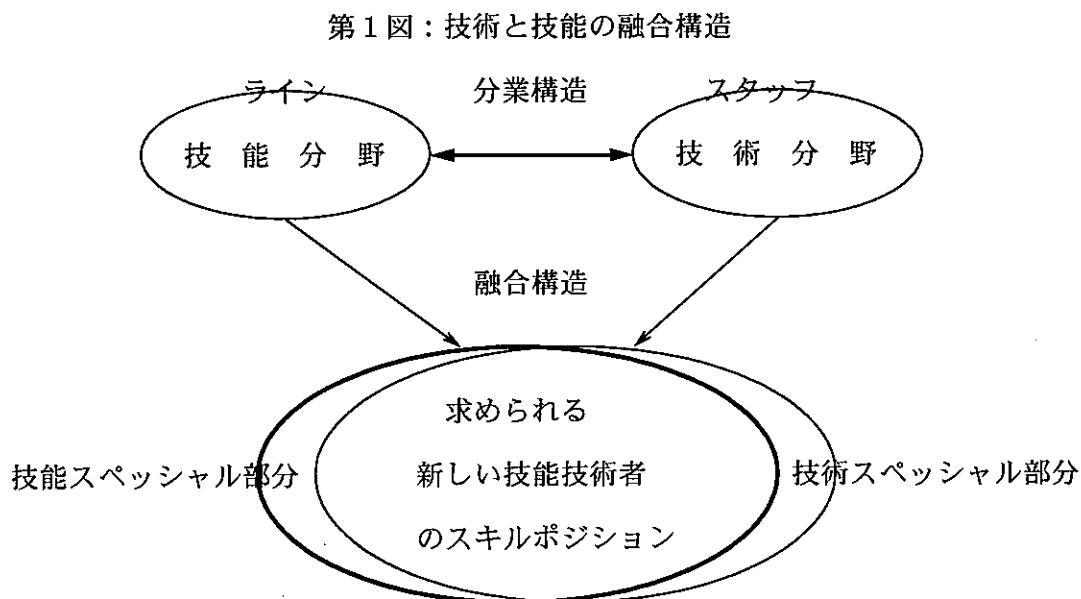 第1図：技術と技能の融合構造
ライン　分業構造　スタッフ
技能分野　技術分野
融合構造
求められる
技能スペッシャル部分　新しい技能技術者　技術スペッシャル部分
のスキルポジション